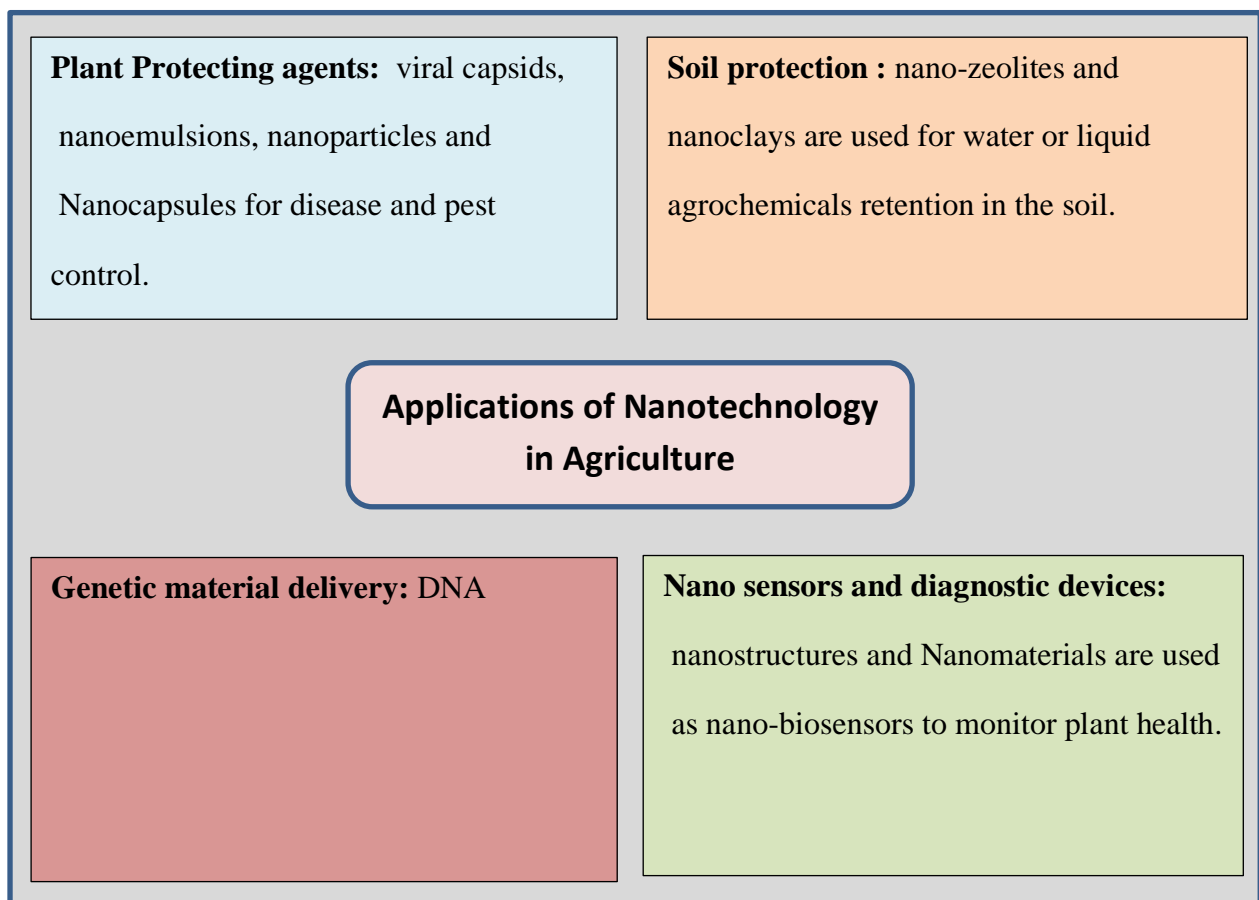 Plant Protecting agents: viral capsids,
nanoemulsions, nanoparticles and
Nanocapsules for disease and pest
control.
Soil protection : nano-zeolites and
nanoclays are used for water or liquid
agrochemicals retention in the soil.
Applications of Nanotechnology
in Agriculture
Genetic material delivery: DNA
Nano sensors and diagnostic devices:
nanostructures and Nanomaterials are used
as nano-biosensors to monitor plant health.